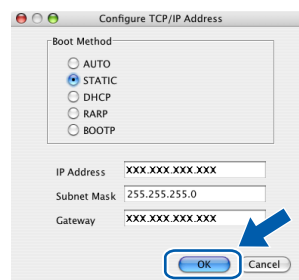 Configure TCP/IP Address
Boot Method
AUTO
STATIC
DHCP
RARP
BOOTP
IP Address XXX.XXX.XXX.XXX
Subnet Mask 255.255.255.0
Gateway XXX.XXX.XXX.XXX
OK Cancel